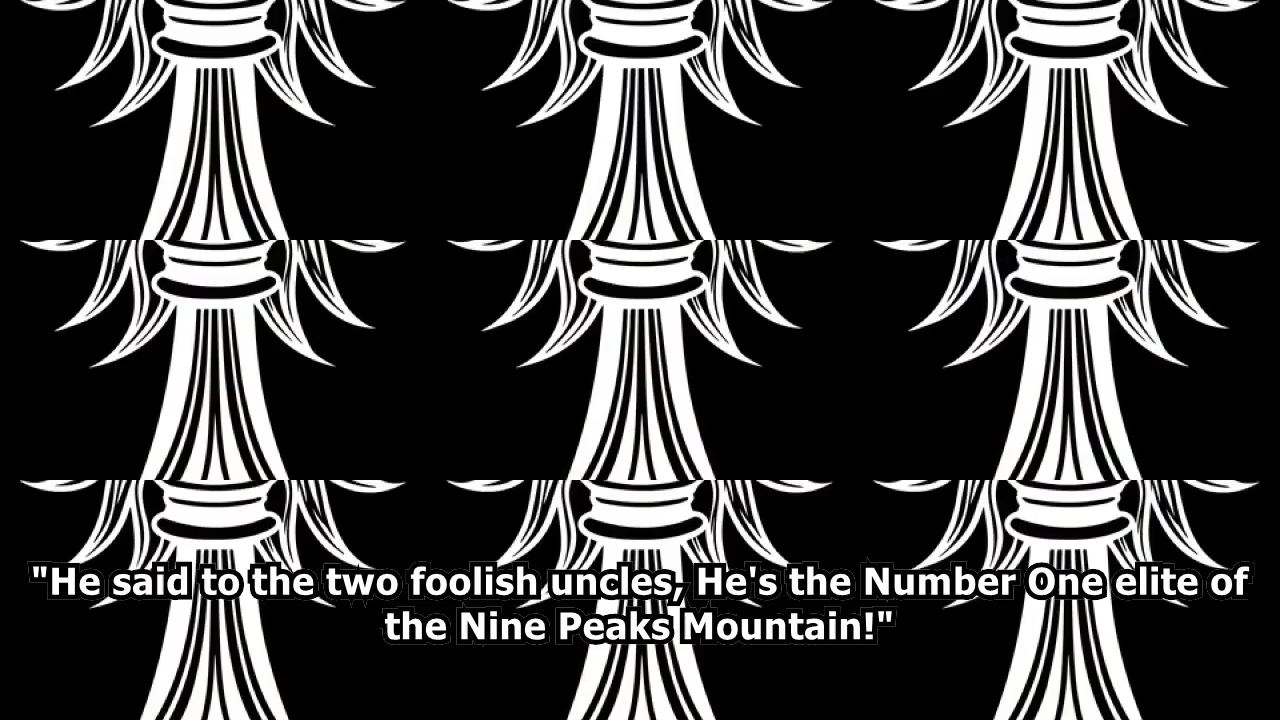 "He said to the two foolish uncles, He's the Number One elite of
the Nine Peaks Mountain!"